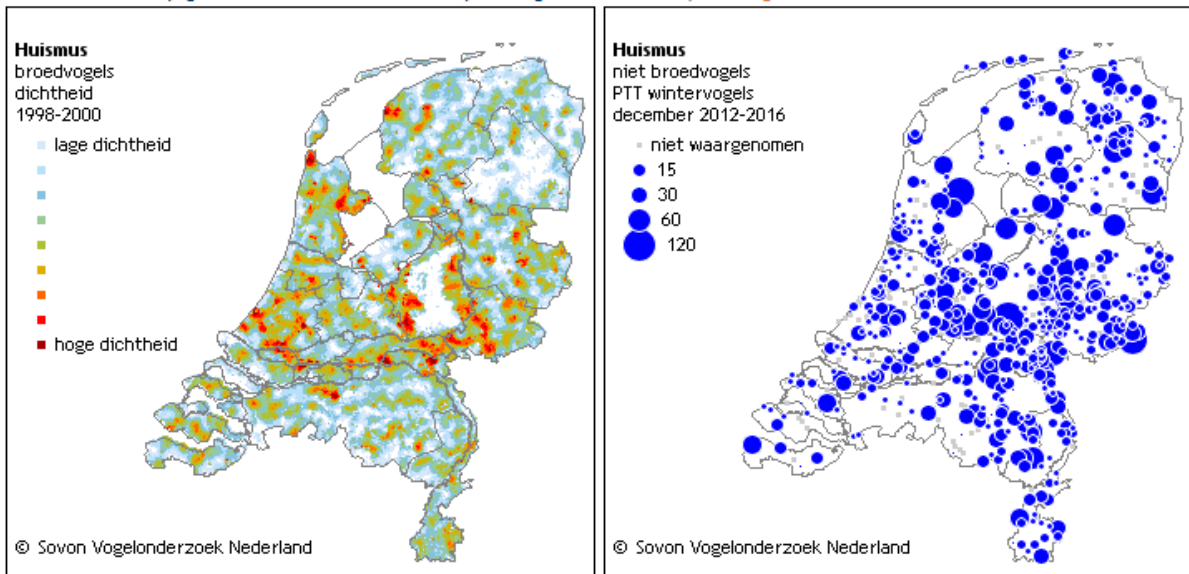 Huismus
broedvogels
dichtheid
1998-2000
lage dichtheid
hoge dichtheid
© Sovon Vogelonderzoek Nederland
Huismus
niet broedvogels
PTT wintervogels
december 2012-2016
niet waargenomen
15
30
60
120
© Sovon Vogelonderzoek Nederland